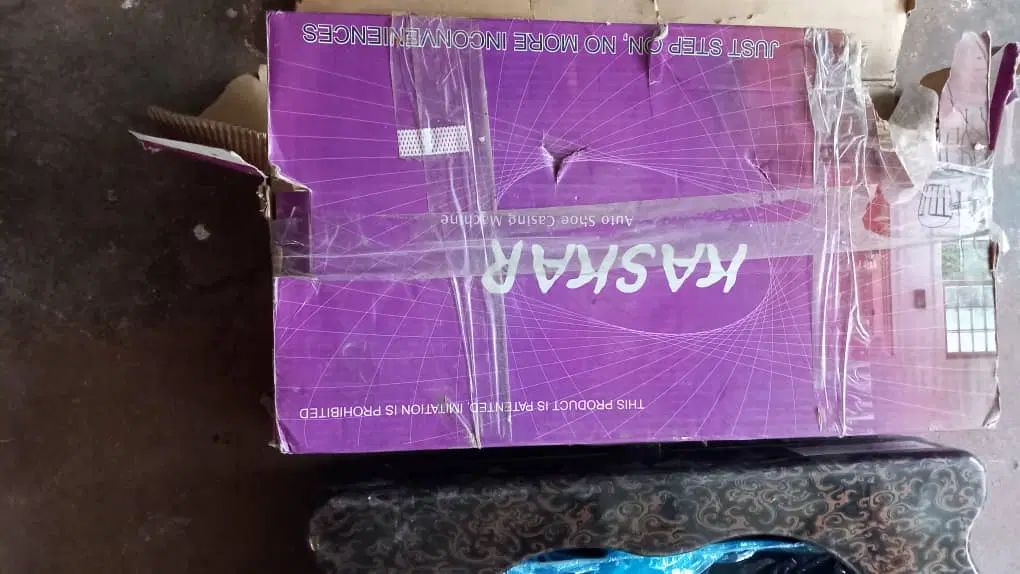 JUST STEP ON, NO MORE INCONVENIENCES
Auto Shoe Casing Machine
KASKAR
THIS PRODUCT IS PATENTED, IMITATION IS PROHIBITED